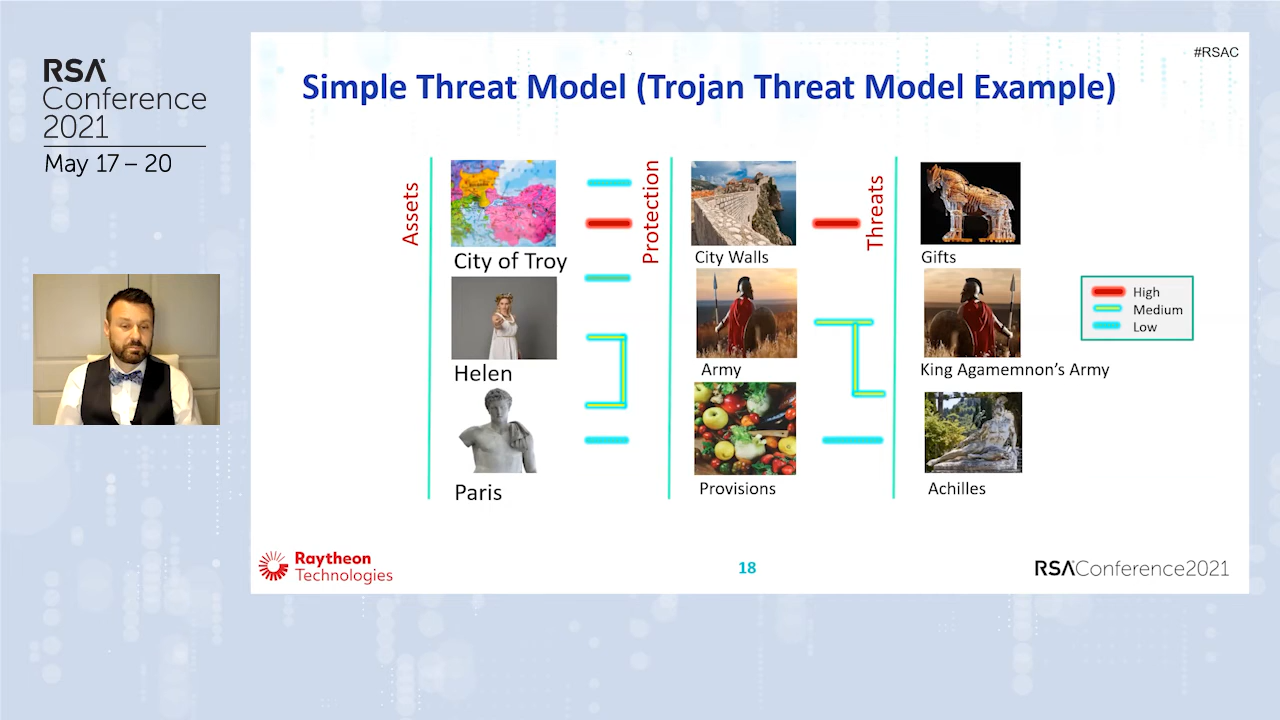 RSA
Conference
2021
May 17 – 20
#RSAC
Simple Threat Model (Trojan Threat Model Example)
Assets
City of Troy
Helen
Paris
Protection
City Walls
Army
Provisions
Threats
Gifts
King Agamemnon's Army
Achilles
High
Medium
Low
Raytheon
Technologies
18
RSAConference2021